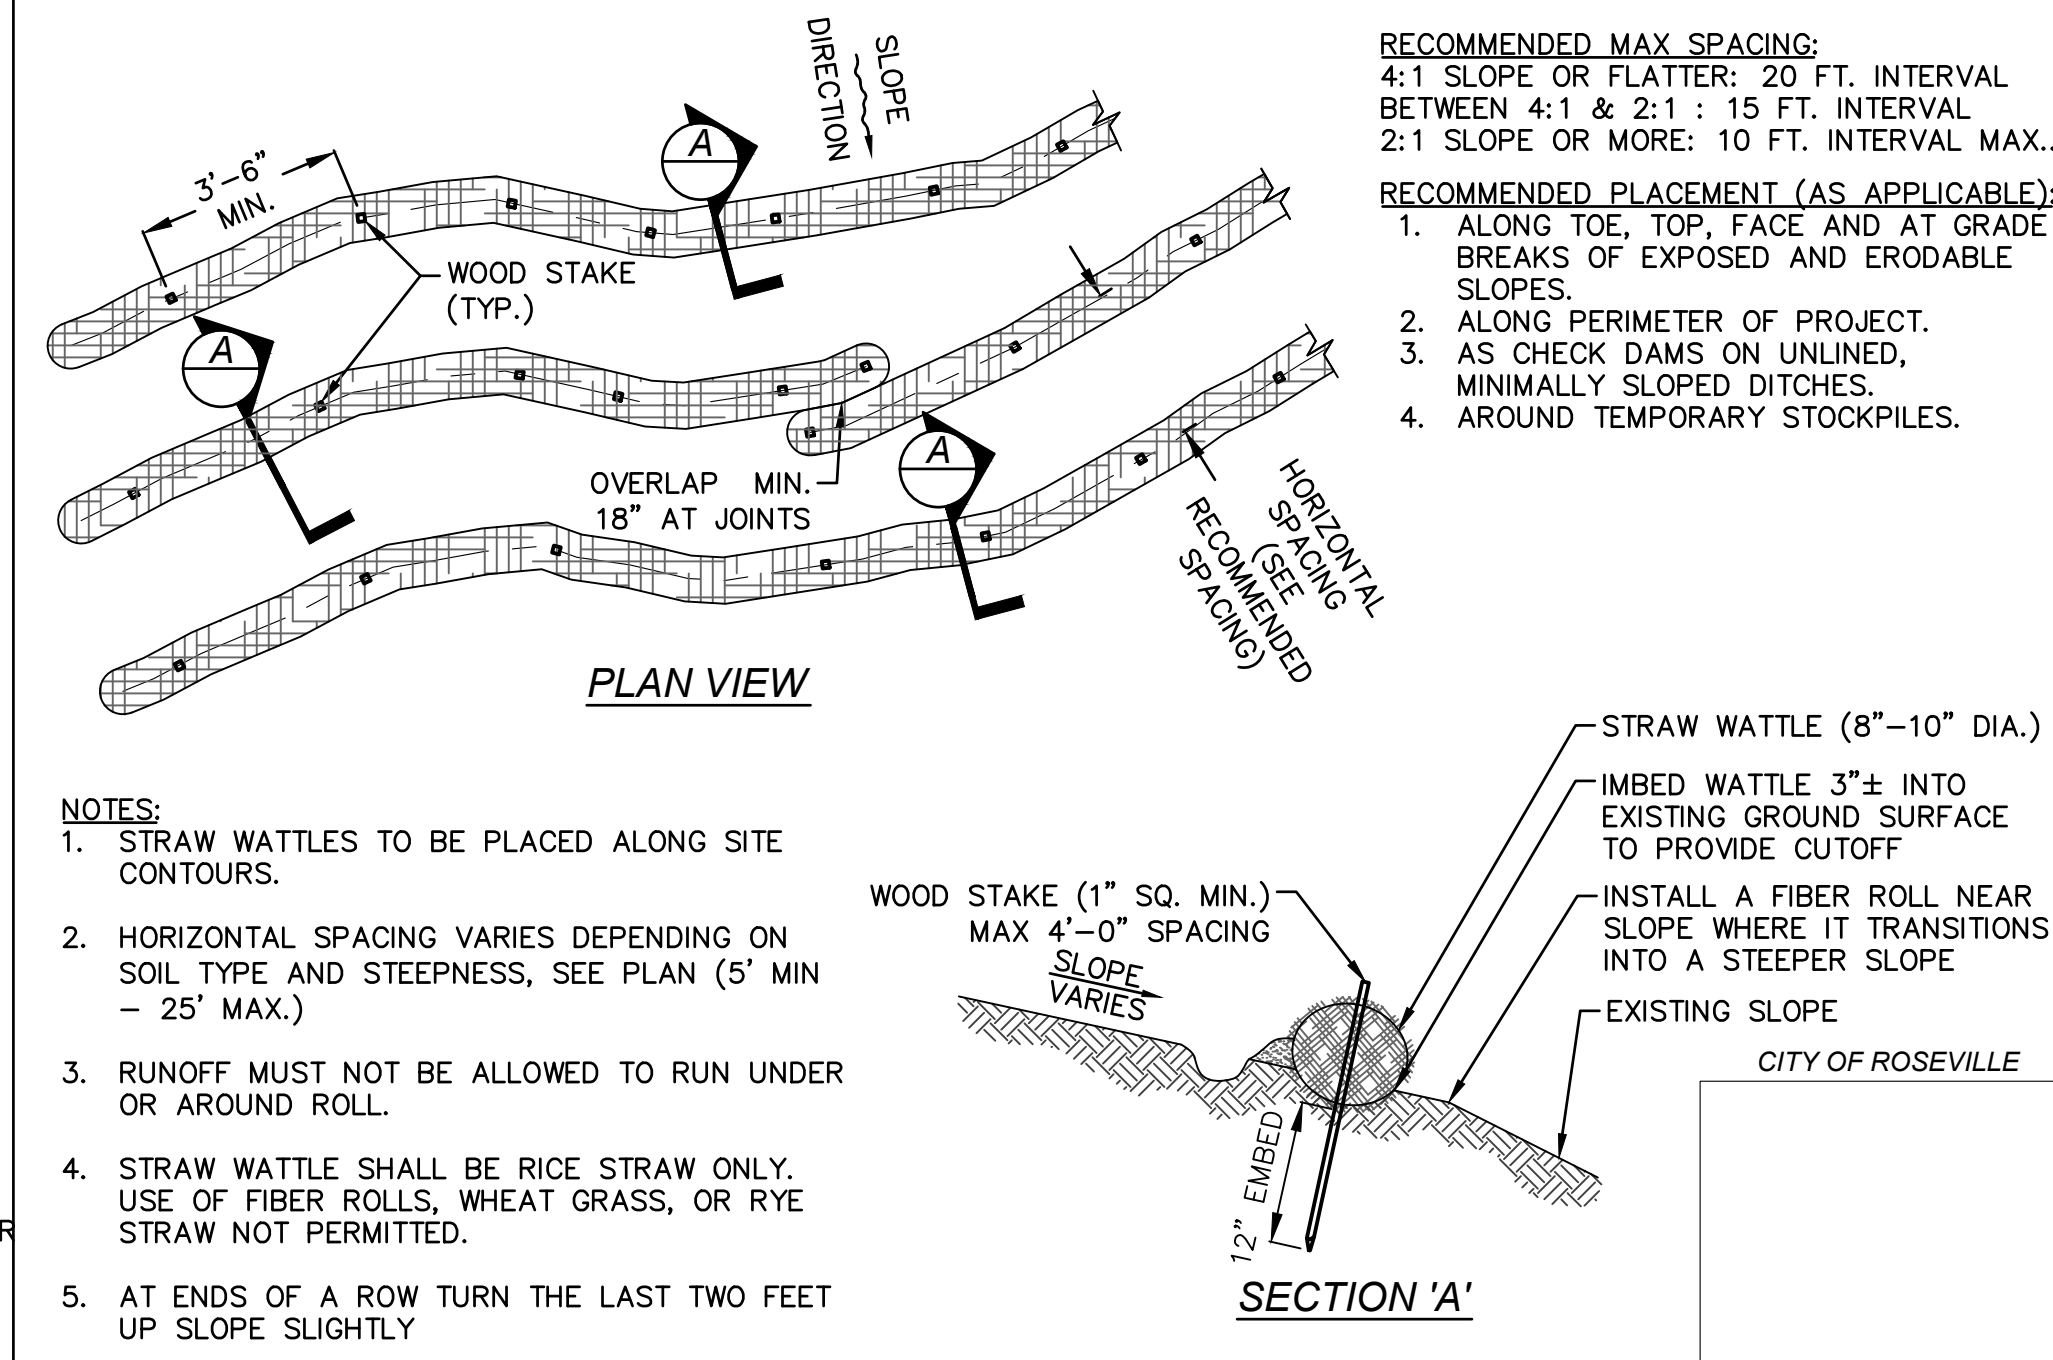 SLOPE
DIRECTION
A
3'-6"
MIN.
WOOD STAKE
(TYP.)
A
OVERLAP MIN.
18" AT JOINTS
A
HORIZONTAL
SPACING
(SEE
RECOMMENDED
SPACING)
PLAN VIEW
RECOMMENDED MAX SPACING:
4:1 SLOPE OR FLATTER: 20 FT. INTERVAL
BETWEEN 4:1 & 2:1 : 15 FT. INTERVAL
2:1 SLOPE OR MORE: 10 FT. INTERVAL MAX..
RECOMMENDED PLACEMENT (AS APPLICABLE):
1. ALONG TOE, TOP, FACE AND AT GRADE
BREAKS OF EXPOSED AND ERODABLE
SLOPES.
2. ALONG PERIMETER OF PROJECT.
3. AS CHECK DAMS ON UNLINED,
MINIMALLY SLOPED DITCHES.
4. AROUND TEMPORARY STOCKPILES.
NOTES:
1. STRAW WATTLES TO BE PLACED ALONG SITE
CONTOURS.
2. HORIZONTAL SPACING VARIES DEPENDING ON
SOIL TYPE AND STEEPNESS, SEE PLAN (5' MIN
– 25' MAX.)
3. RUNOFF MUST NOT BE ALLOWED TO RUN UNDER
OR AROUND ROLL.
4. STRAW WATTLE SHALL BE RICE STRAW ONLY.
USE OF FIBER ROLLS, WHEAT GRASS, OR RYE
STRAW NOT PERMITTED.
5. AT ENDS OF A ROW TURN THE LAST TWO FEET
UP SLOPE SLIGHTLY
R
STRAW WATTLE (8"–10" DIA.)
IMBED WATTLE 3"± INTO
EXISTING GROUND SURFACE
TO PROVIDE CUTOFF
WOOD STAKE (1" SQ. MIN.)
MAX 4'–0" SPACING
INSTALL A FIBER ROLL NEAR
SLOPE WHERE IT TRANSITIONS
INTO A STEEPER SLOPE
SLOPE
VARIES
EXISTING SLOPE
12" EMBED
SECTION 'A'
CITY OF ROSEVILLE